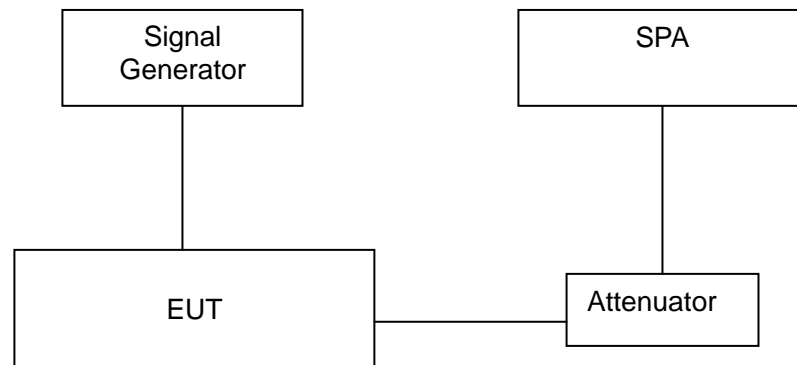 Signal
Generator
SPA
EUT
Attenuator